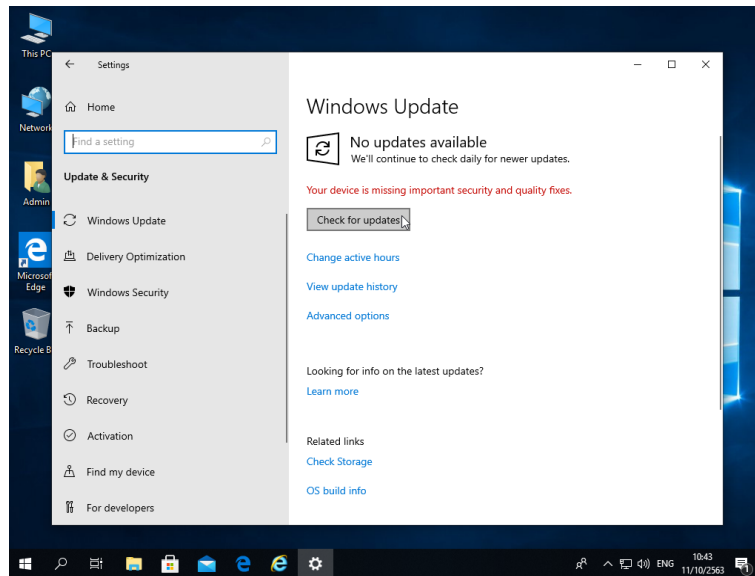 This PC
Network
Admin
Microsof
Edge
Recycle B
Settings
Home
Find a setting
Update & Security
Windows Update
Delivery Optimization
Windows Security
Backup
Troubleshoot
Recovery
Activation
Find my device
For developers
Windows Update
No updates available
We'll continue to check daily for newer updates.
Your device is missing important security and quality fixes.
Check for updates
Change active hours
View update history
Advanced options
Looking for info on the latest updates?
Learn more
Related links
Check Storage
OS build info
ENG
10:43
11/10/2563
1